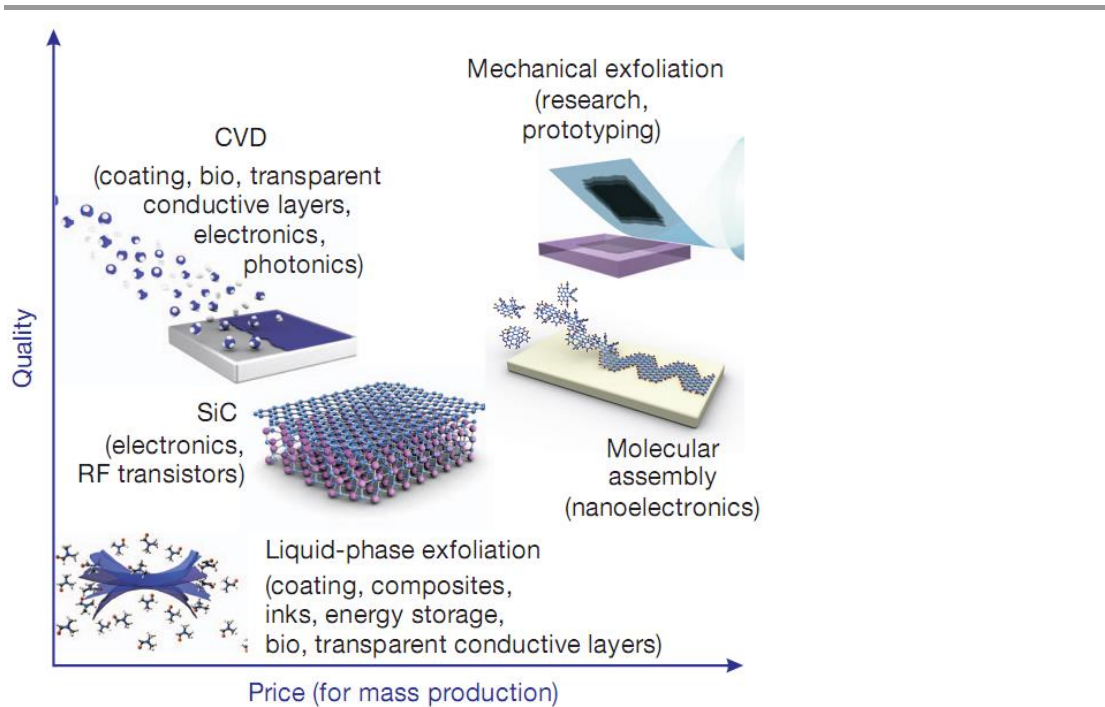 Mechanical exfoliation
(research,
prototyping)
CVD
(coating, bio, transparent
conductive layers,
electronics,
photonics)
Quality
SiC
(electronics,
RF transistors)
Molecular
assembly
(nanoelectronics)
Liquid-phase exfoliation
(coating, composites,
inks, energy storage,
bio, transparent conductive layers)
Price (for mass production)